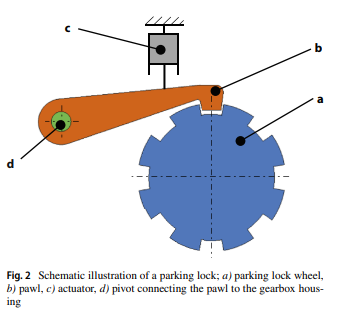 c
b
a
d
Fig. 2 Schematic illustration of a parking lock; a) parking lock wheel,
b) pawl, c) actuator, d) pivot connecting the pawl to the gearbox hous-
ing